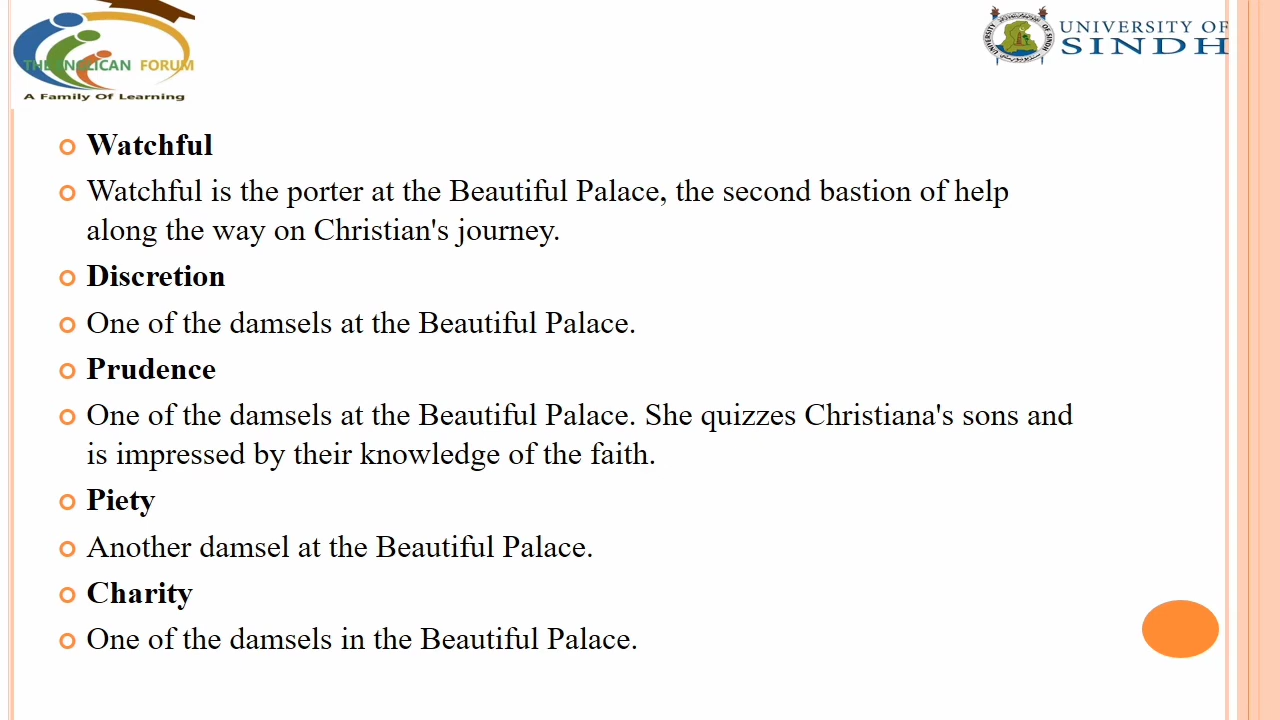 THE ANGLICAN FORUM
A Family Of Learning
UNIVERSITY OF
SINDH
Watchful
Watchful is the porter at the Beautiful Palace, the second bastion of help
along the way on Christian's journey.
Discretion
One of the damsels at the Beautiful Palace.
Prudence
One of the damsels at the Beautiful Palace. She quizzes Christiana's sons and
is impressed by their knowledge of the faith.
Piety
Another damsel at the Beautiful Palace.
Charity
One of the damsels in the Beautiful Palace.